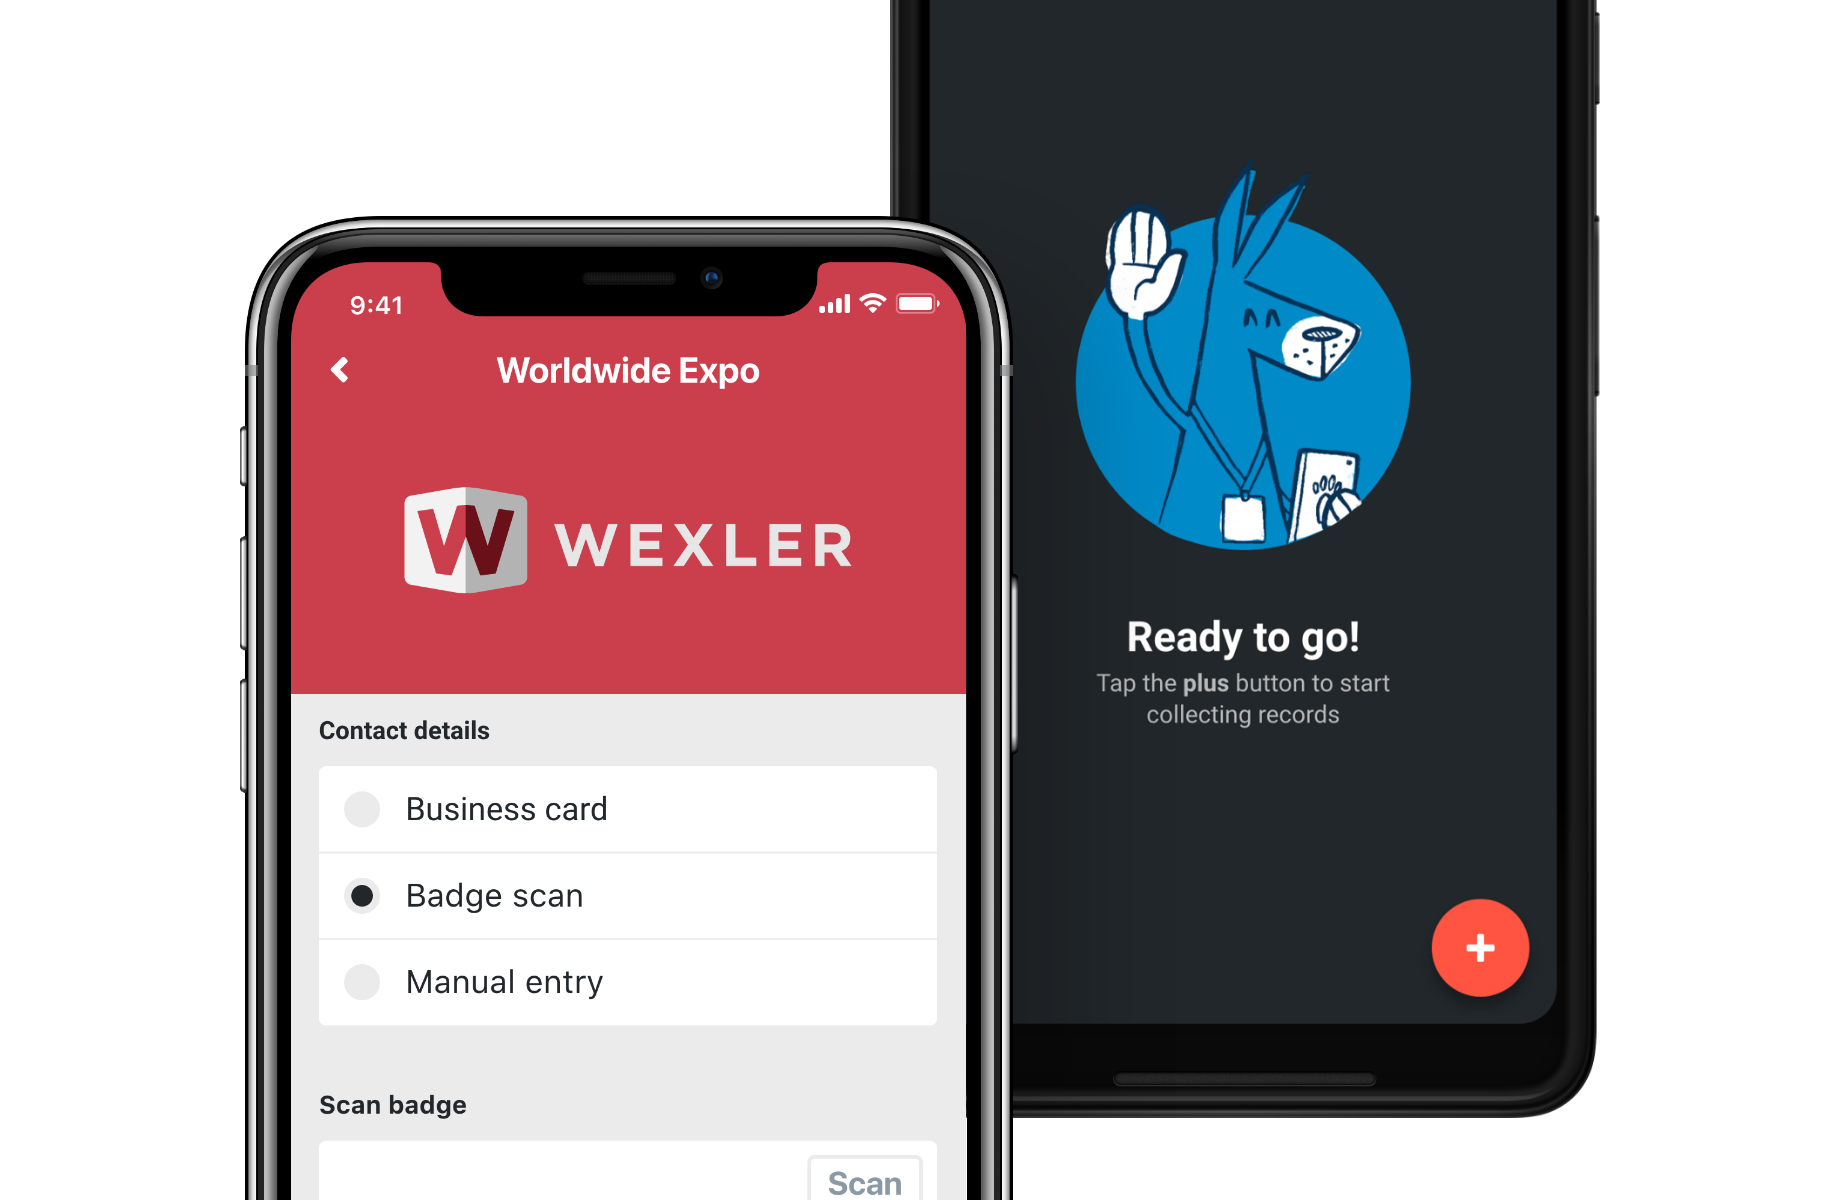 9:41
Worldwide Expo
W WEXLER
Contact details
Business card
Badge scan
Manual entry
Scan badge
Scan
Ready to go!
Tap the plus button to start
collecting records